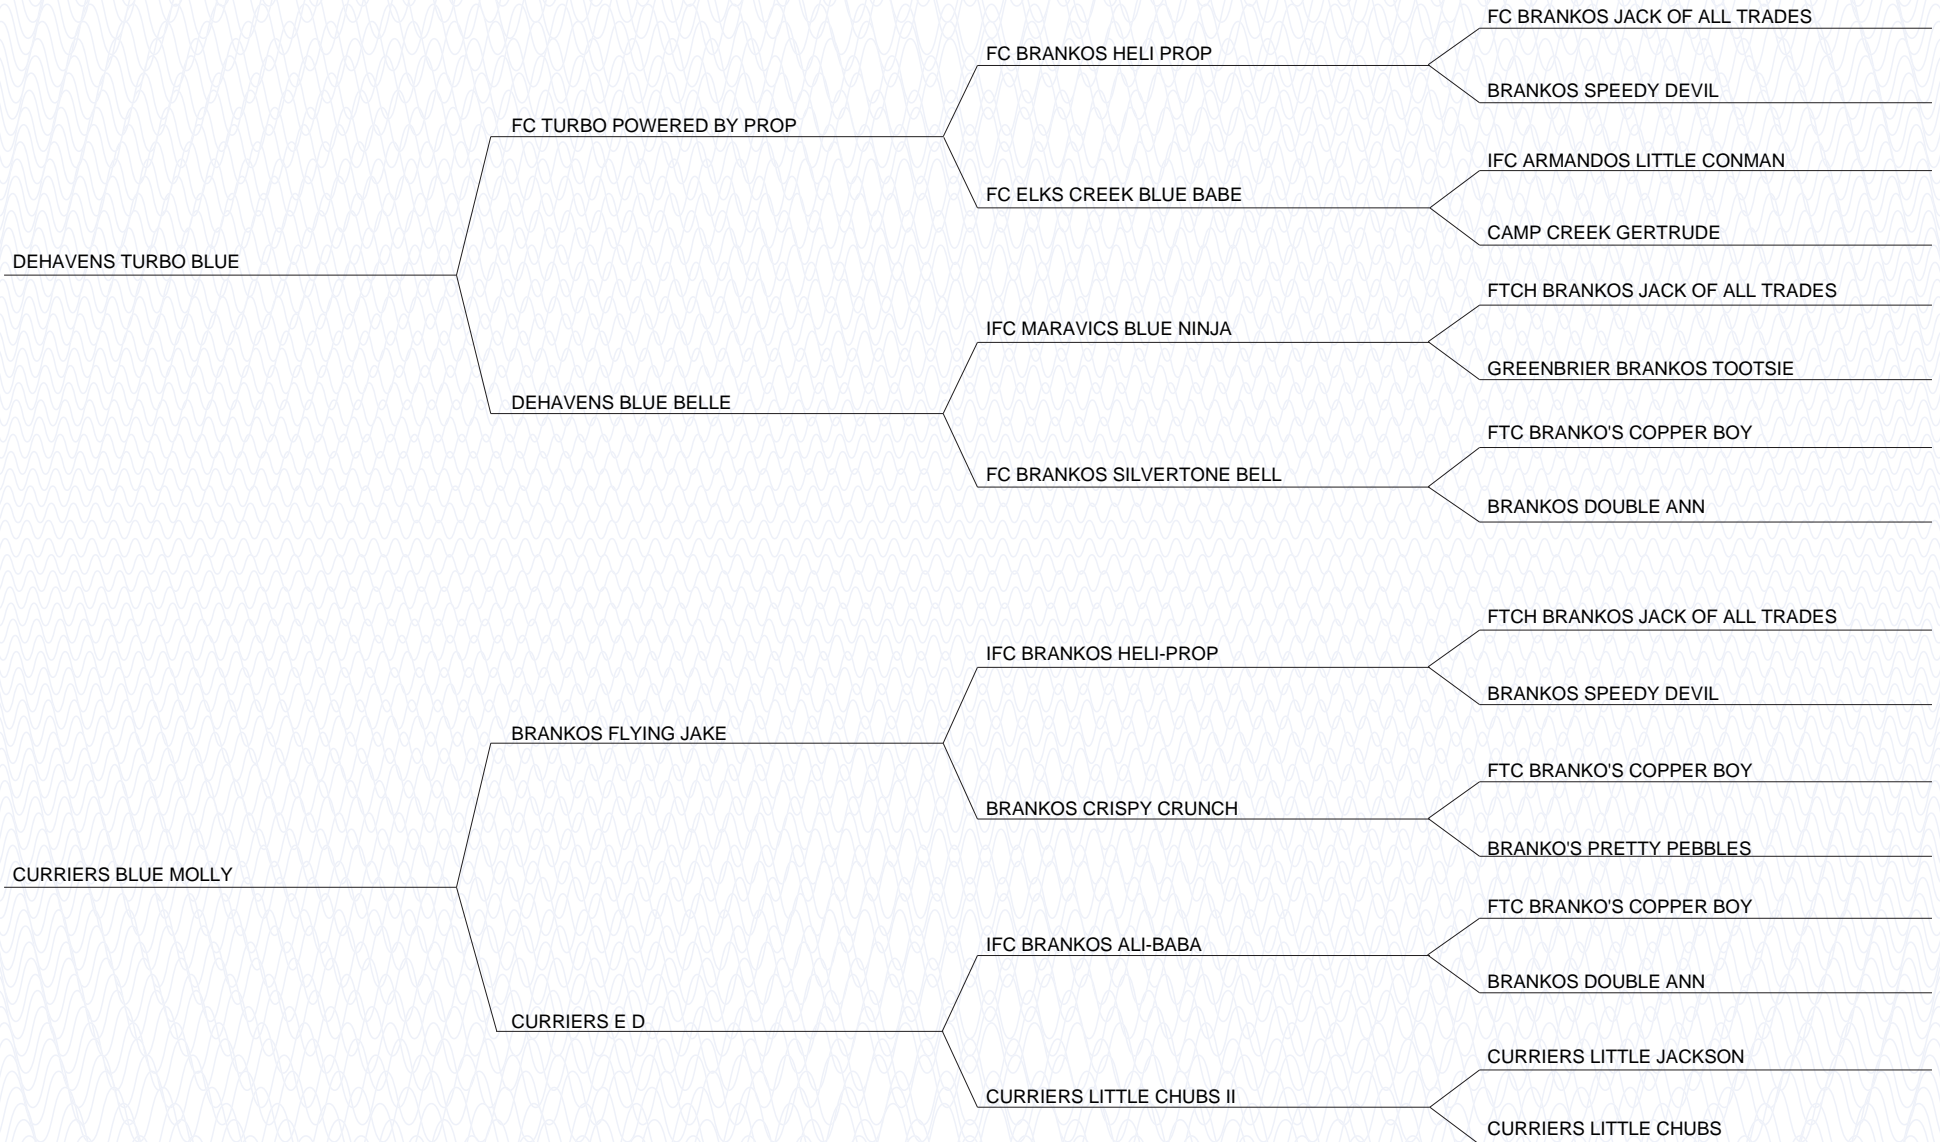 FC BRANKOS JACK OF ALL TRADES
FC BRANKOS HELI PROP
BRANKOS SPEEDY DEVIL
FC TURBO POWERED BY PROP
IFC ARMANDOS LITTLE CONMAN
FC ELKS CREEK BLUE BABE
CAMP CREEK GERTRUDE
DEHAVENS TURBO BLUE
FTCH BRANKOS JACK OF ALL TRADES
IFC MARAVICS BLUE NINJA
GREENBRIER BRANKOS TOOTSIE
DEHAVENS BLUE BELLE
FTC BRANKO'S COPPER BOY
FC BRANKOS SILVERTONE BELL
BRANKOS DOUBLE ANN
FTCH BRANKOS JACK OF ALL TRADES
IFC BRANKOS HELI-PROP
BRANKOS SPEEDY DEVIL
BRANKOS FLYING JAKE
FTC BRANKO'S COPPER BOY
BRANKOS CRISPY CRUNCH
BRANKO'S PRETTY PEBBLES
CURRIERS BLUE MOLLY
FTC BRANKO'S COPPER BOY
IFC BRANKOS ALI-BABA
BRANKOS DOUBLE ANN
CURRIERS E D
CURRIERS LITTLE JACKSON
CURRIERS LITTLE CHUBS II
CURRIERS LITTLE CHUBS